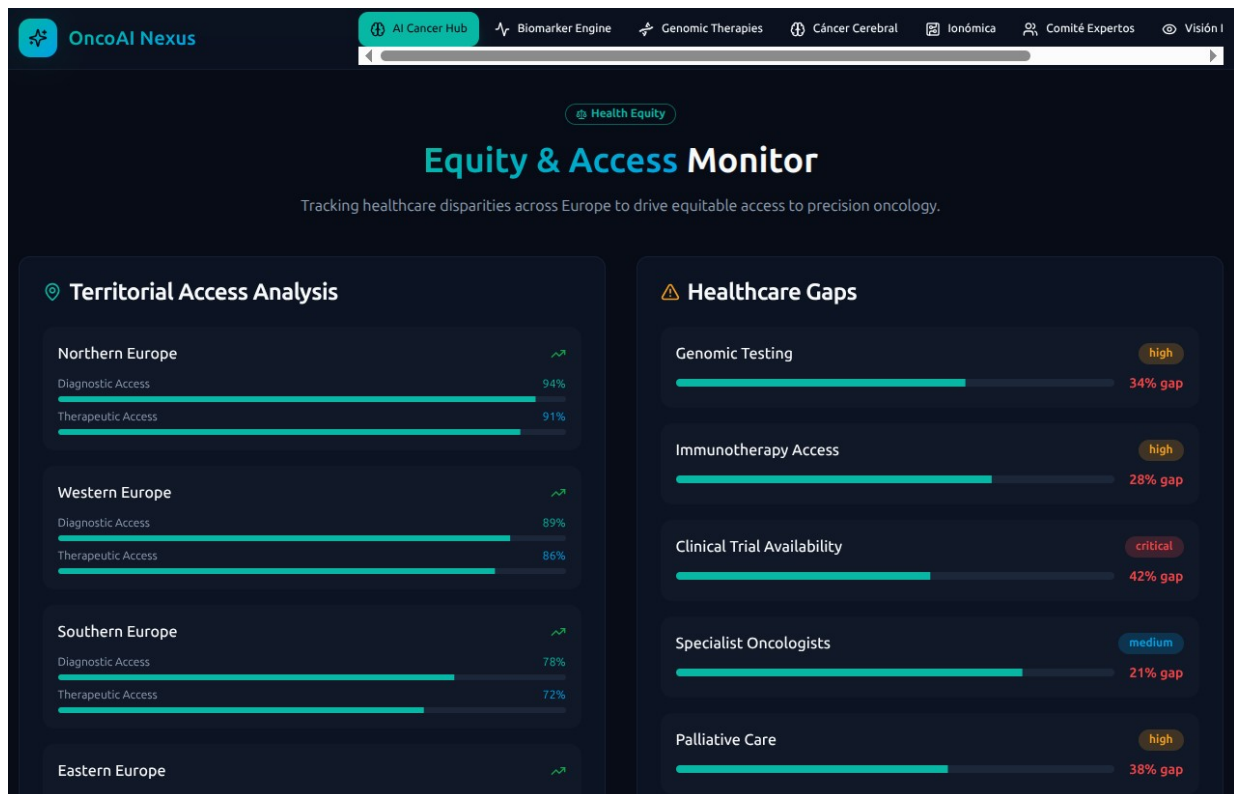 OncoAI Nexus
AI Cancer Hub
Biomarker Engine
Genomic Therapies
Cáncer Cerebral
Ionómica
Comité Expertos
Visión
Health Equity
Equity & Access Monitor
Tracking healthcare disparities across Europe to drive equitable access to precision oncology.
Territorial Access Analysis
Northern Europe
Diagnostic Access 94%
Therapeutic Access 91%
Western Europe
Diagnostic Access 89%
Therapeutic Access 86%
Southern Europe
Diagnostic Access 78%
Therapeutic Access 72%
Eastern Europe
Healthcare Gaps
Genomic Testing high
34% gap
Immunotherapy Access high
28% gap
Clinical Trial Availability critical
42% gap
Specialist Oncologists medium
21% gap
Palliative Care high
38% gap